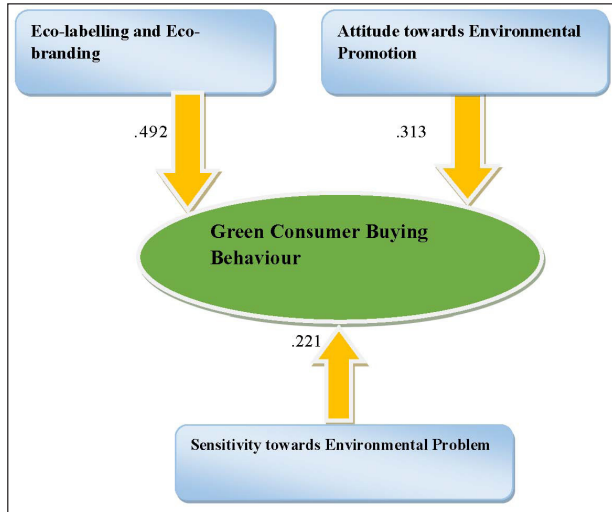 Eco-labelling and Eco-
branding
Attitude towards Environmental
Promotion
.492
.313
Green Consumer Buying
Behaviour
.221
Sensitivity towards Environmental Problem